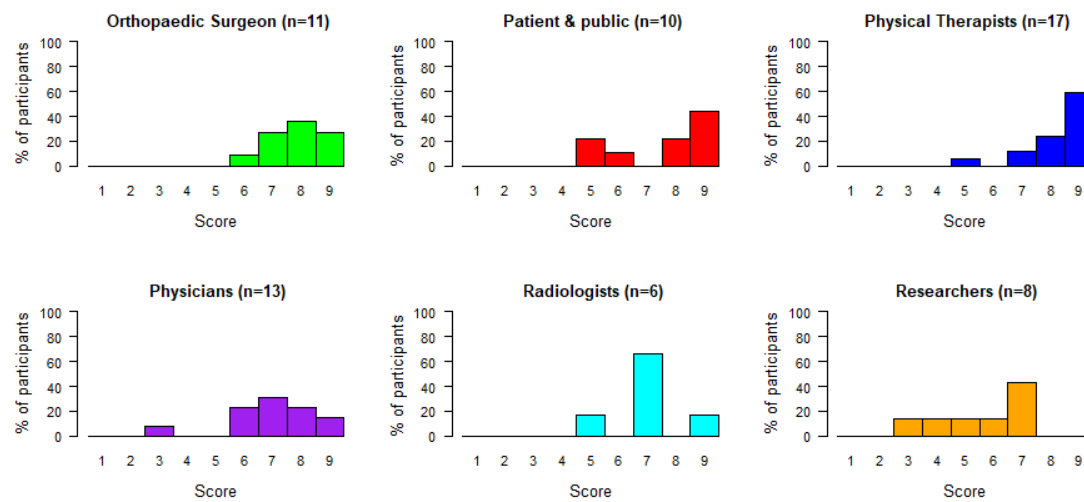 Orthopaedic Surgeon (n=11)
% of participants
100
80
60
40
20
0
1 2 3 4 5 6 7 8 9
Score
Patient & public (n=10)
% of participants
100
80
60
40
20
0
1 2 3 4 5 6 7 8 9
Score
Physical Therapists (n=17)
% of participants
100
80
60
40
20
0
1 2 3 4 5 6 7 8 9
Score
Physicians (n=13)
% of participants
100
80
60
40
20
0
1 2 3 4 5 6 7 8 9
Score
Radiologists (n=6)
% of participants
100
80
60
40
20
0
1 2 3 4 5 6 7 8 9
Score
Researchers (n=8)
% of participants
100
80
60
40
20
0
1 2 3 4 5 6 7 8 9
Score